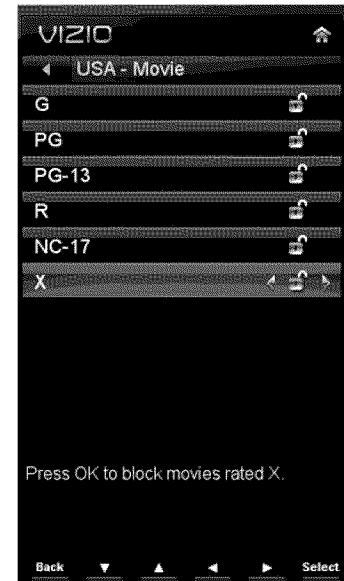 VIZIO
USA - Movie
G
PG
PG-13
R
NC-17
X
Press OK to block movies rated X.
Back Select